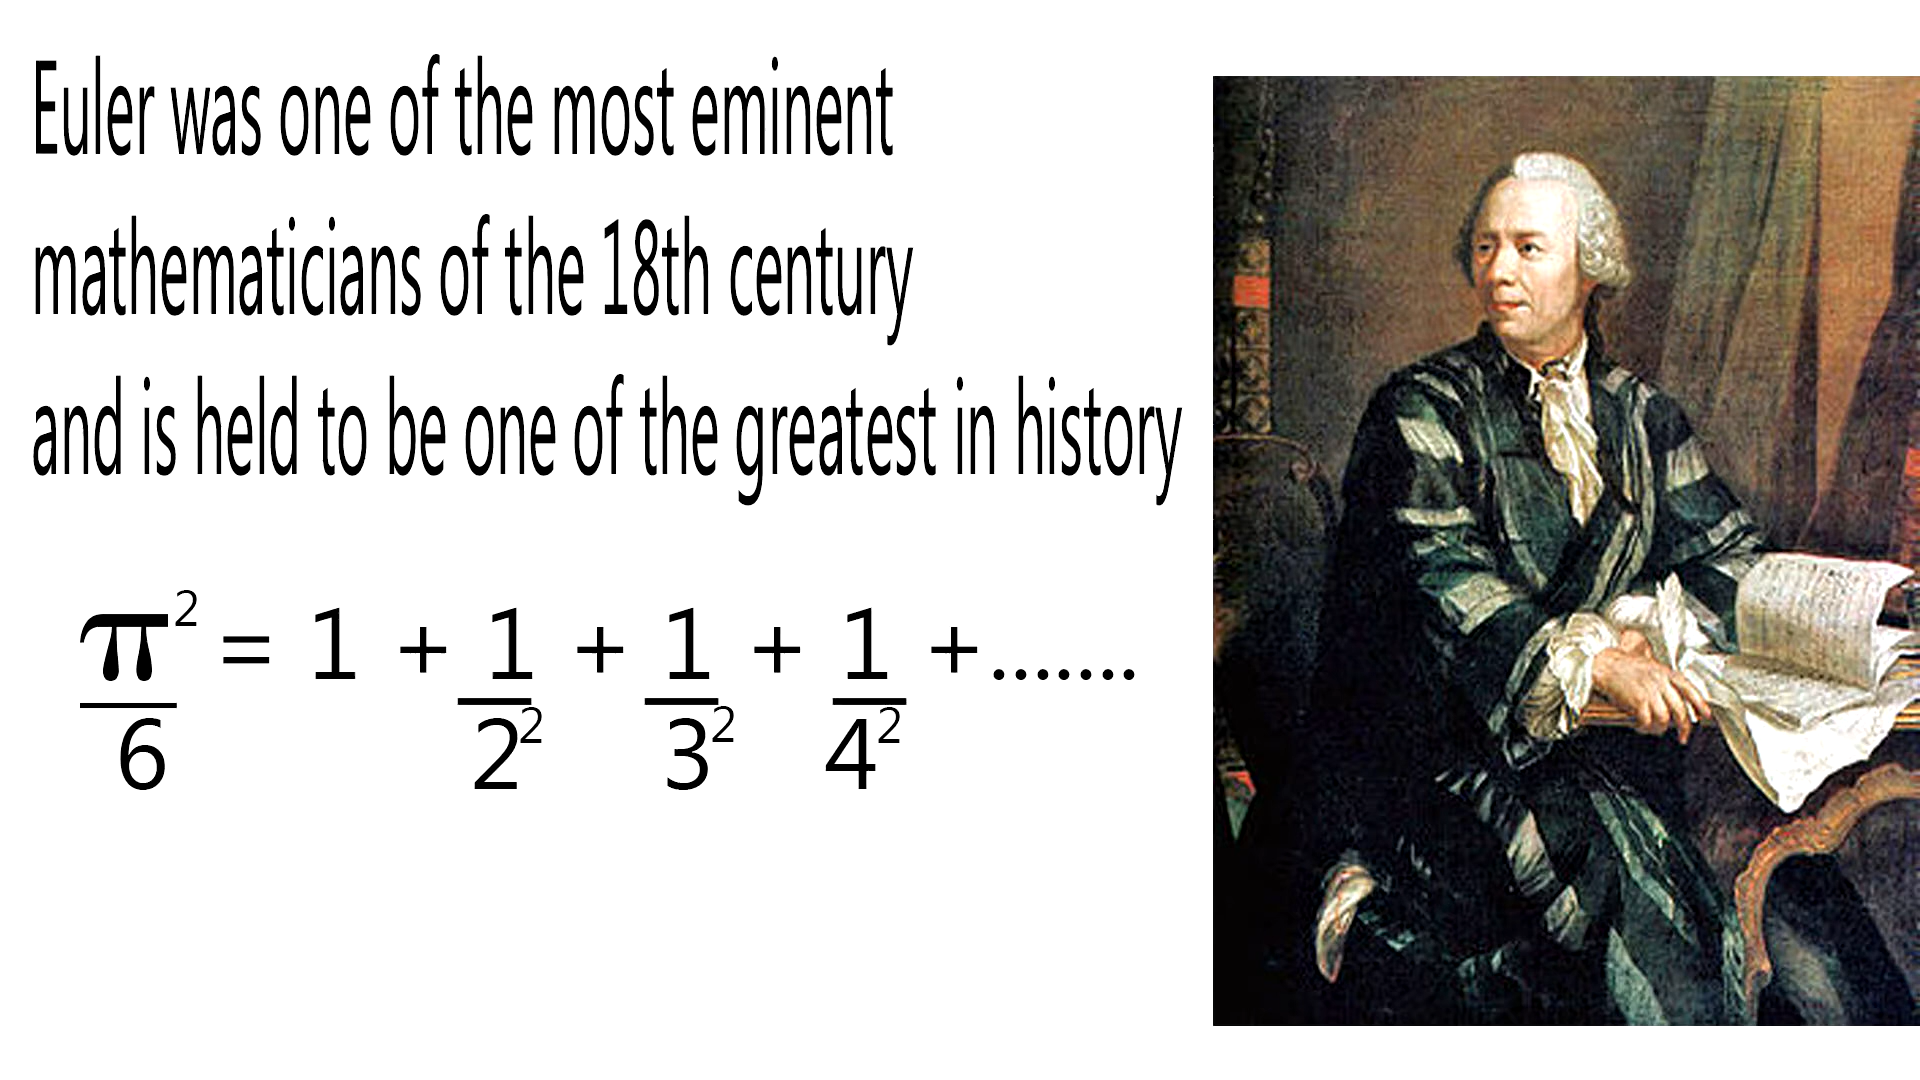 Euler was one of the most eminent
mathematicians of the 18th century
and is held to be one of the greatest in history
π²/6 = 1 + 1/2² + 1/3² + 1/4² +.......